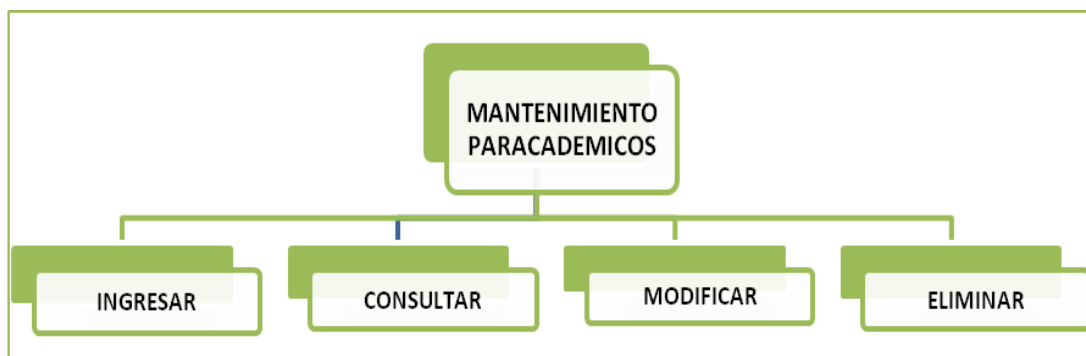 MANTENIMIENTO
PARACADEMICOS
INGRESAR
CONSULTAR
MODIFICAR
ELIMINAR